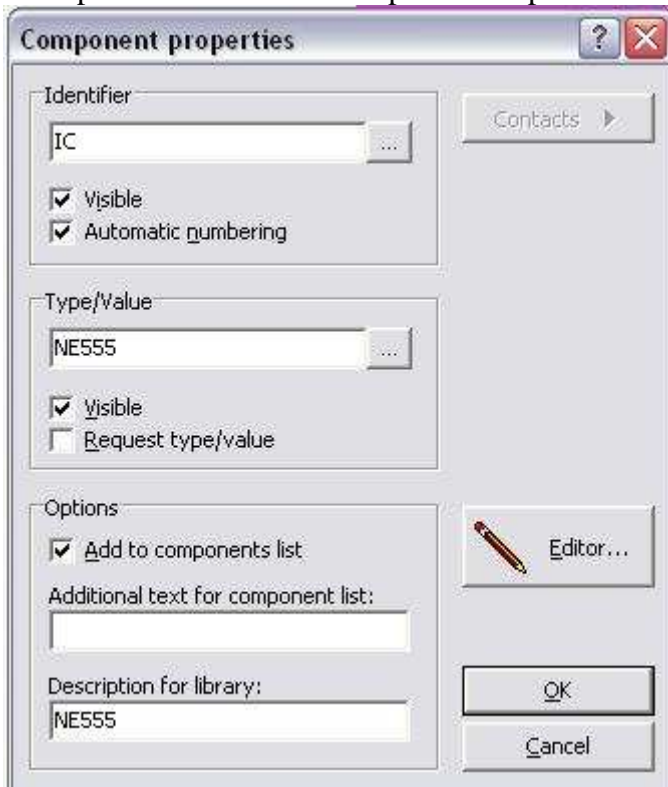 Component properties
Identifier
IC
...
Visible
Automatic numbering
Contacts
Type/Value
NE555
...
Visible
Request type/value
Options
Add to components list
Additional text for component list:
Description for library:
NE555
Editor...
OK
Cancel